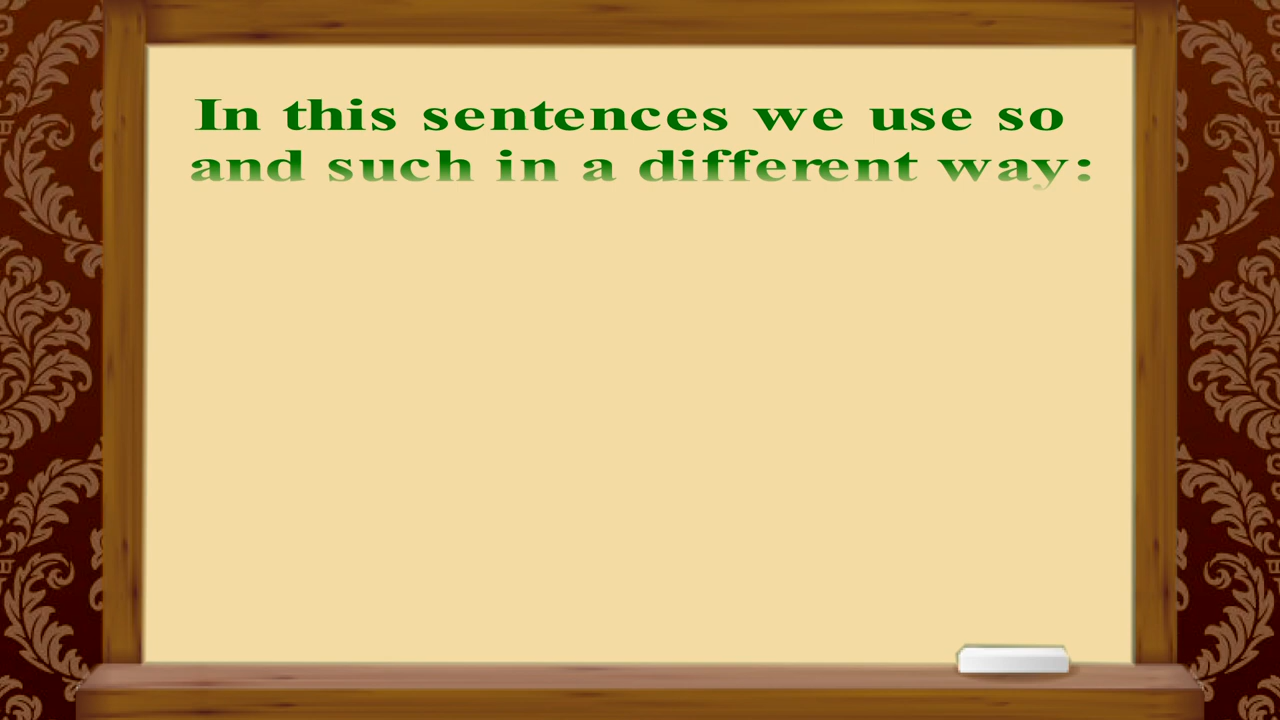 In this sentences we use so
and such in a different way: